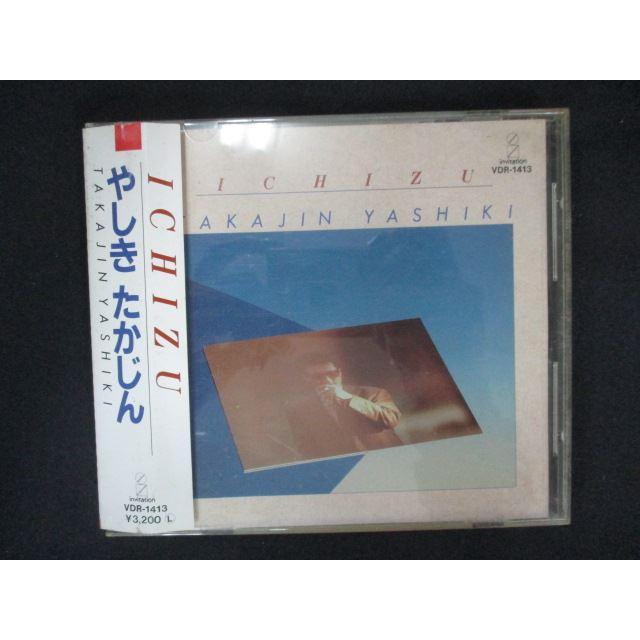 ICHIZU
やしき たかじん
TAKAJIN YASHIKI
invitation
VDR-1413
¥3,200 L
ICHIZU
AKAJIN YASHIKI
invitation
VDR-1413